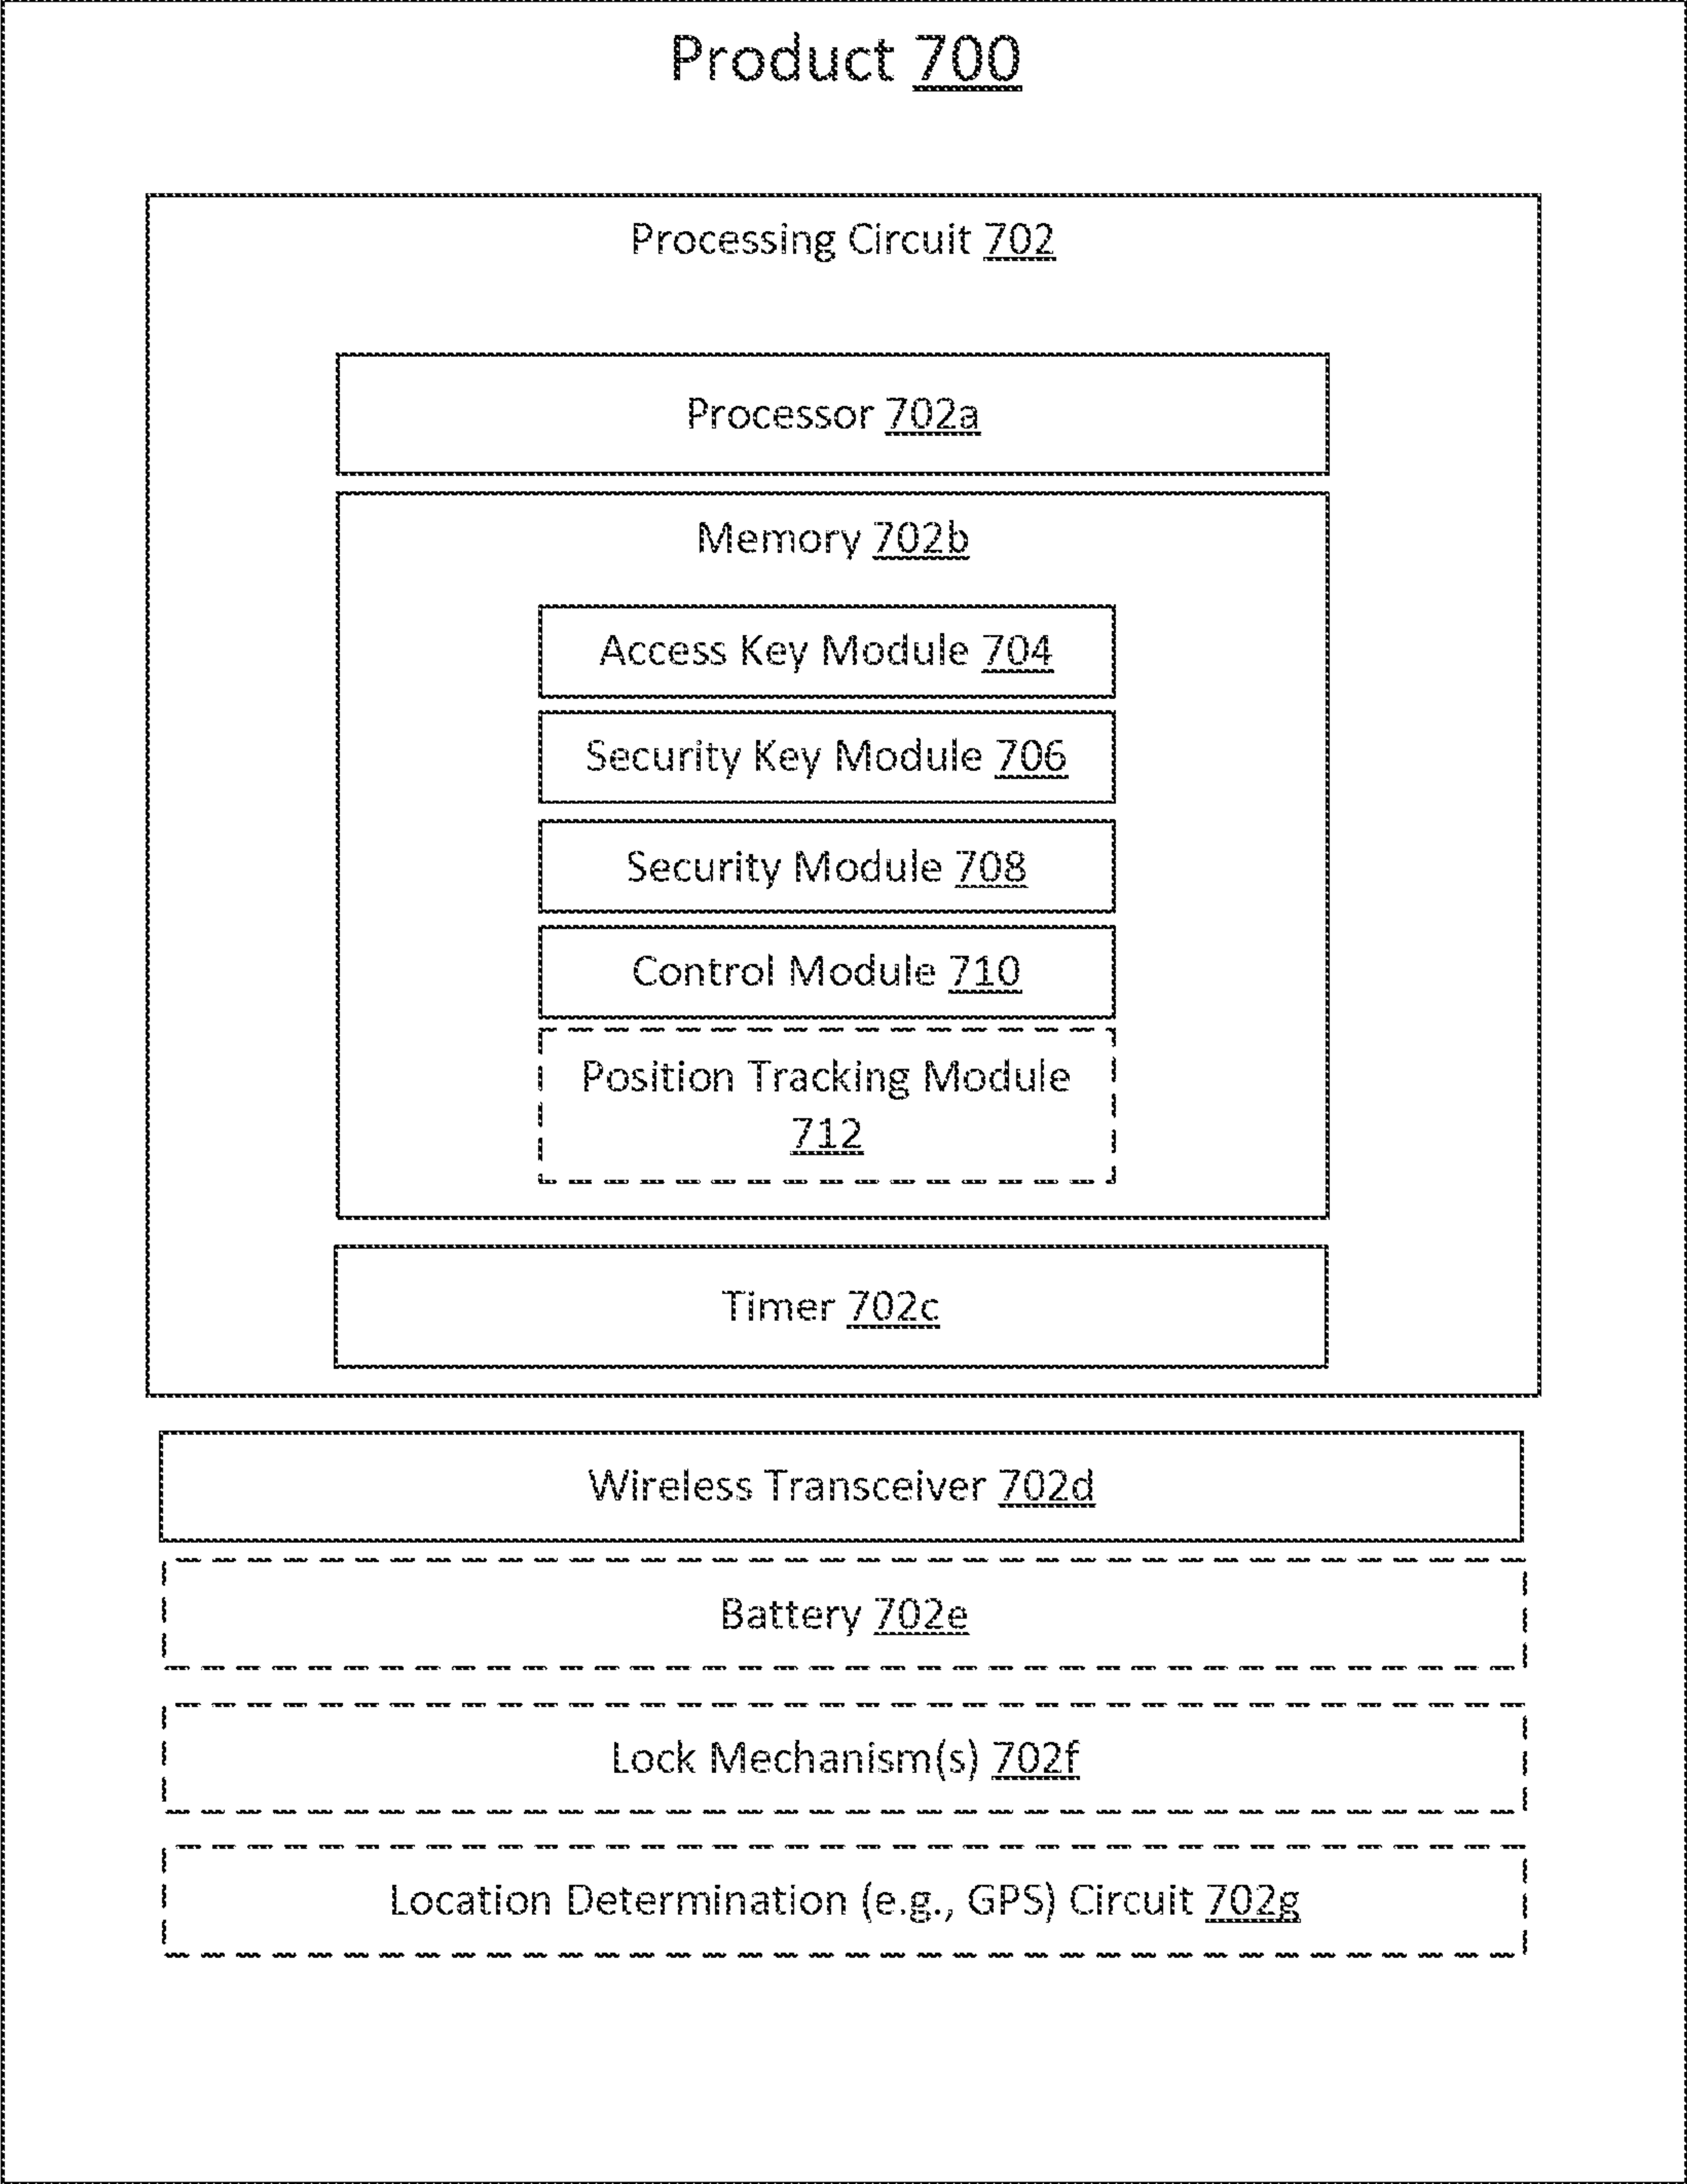 Product 700
Processing Circuit 702
Processor 702a
Memory 702b
Access Key Module 704
Security Key Module 706
Security Module 708
Control Module 710
Position Tracking Module
712
Timer 702c
Wireless Transceiver 702d
Battery 702e
Lock Mechanism(s) 702f
Location Determination (e.g., GPS) Circuit 702g